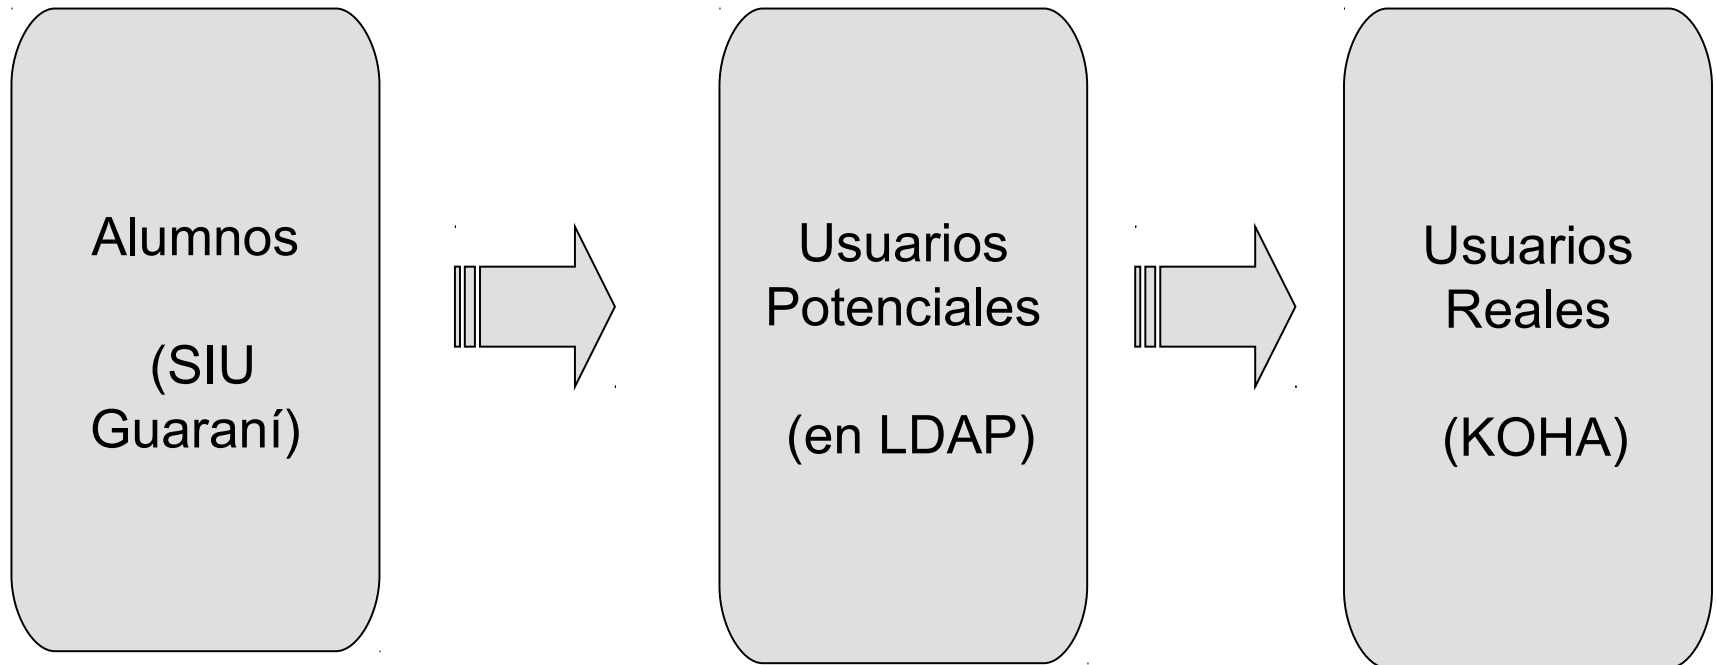 Alumnos
(SIU
Guaraní)
Usuarios
Potenciales
(en LDAP)
Usuarios
Reales
(KOHA)